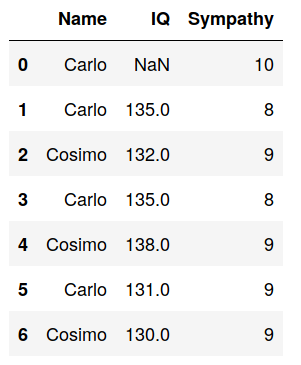 Name IQ Sympathy
0 Carlo NaN 10
1 Carlo 135.0 8
2 Cosimo 132.0 9
3 Carlo 135.0 8
4 Cosimo 138.0 9
5 Carlo 131.0 9
6 Cosimo 130.0 9